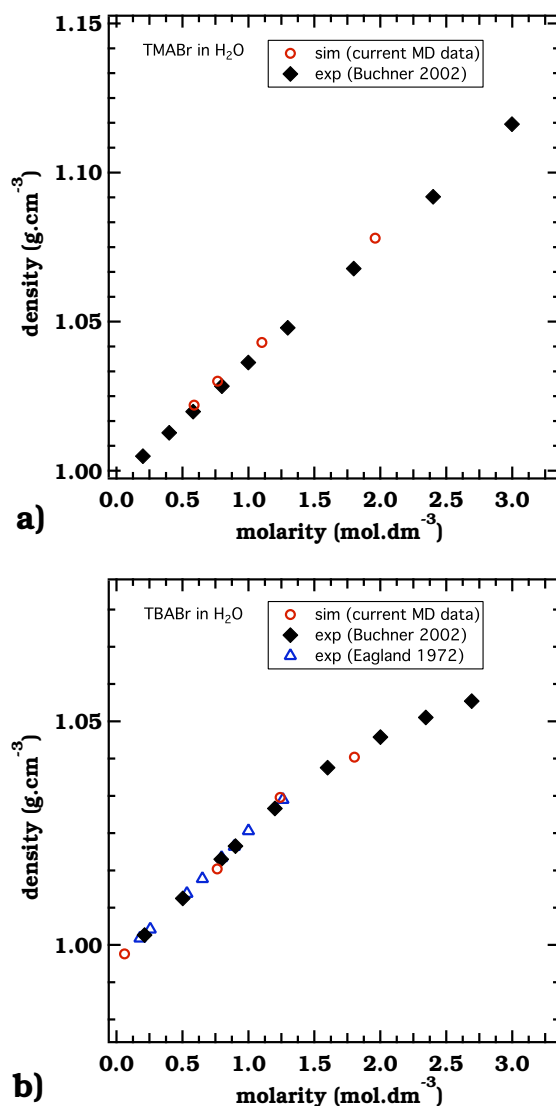 1.15
TMABr in H2O
sim (current MD data)
exp (Buchner 2002)
1.10
density (g.cm-3)
1.05
1.00
0.0 0.5 1.0 1.5 2.0 2.5 3.0
a)
molarity (mol.dm-3)
TBABr in H2O
sim (current MD data)
exp (Buchner 2002)
exp (Eagland 1972)
1.05
density (g.cm-3)
1.00
0.0 0.5 1.0 1.5 2.0 2.5 3.0
b)
molarity (mol.dm-3)